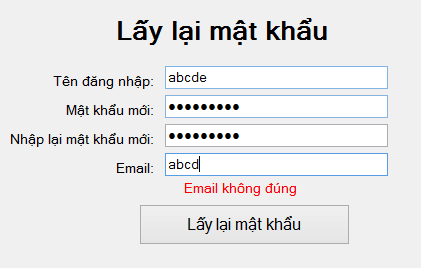 Lấy lại mật khẩu
Tên đăng nhập: abcde
Mật khẩu mới: ●●●●●●●●●
Nhập lại mật khẩu mới: ●●●●●●●●●
Email: abcd
Email không đúng
Lấy lại mật khẩu